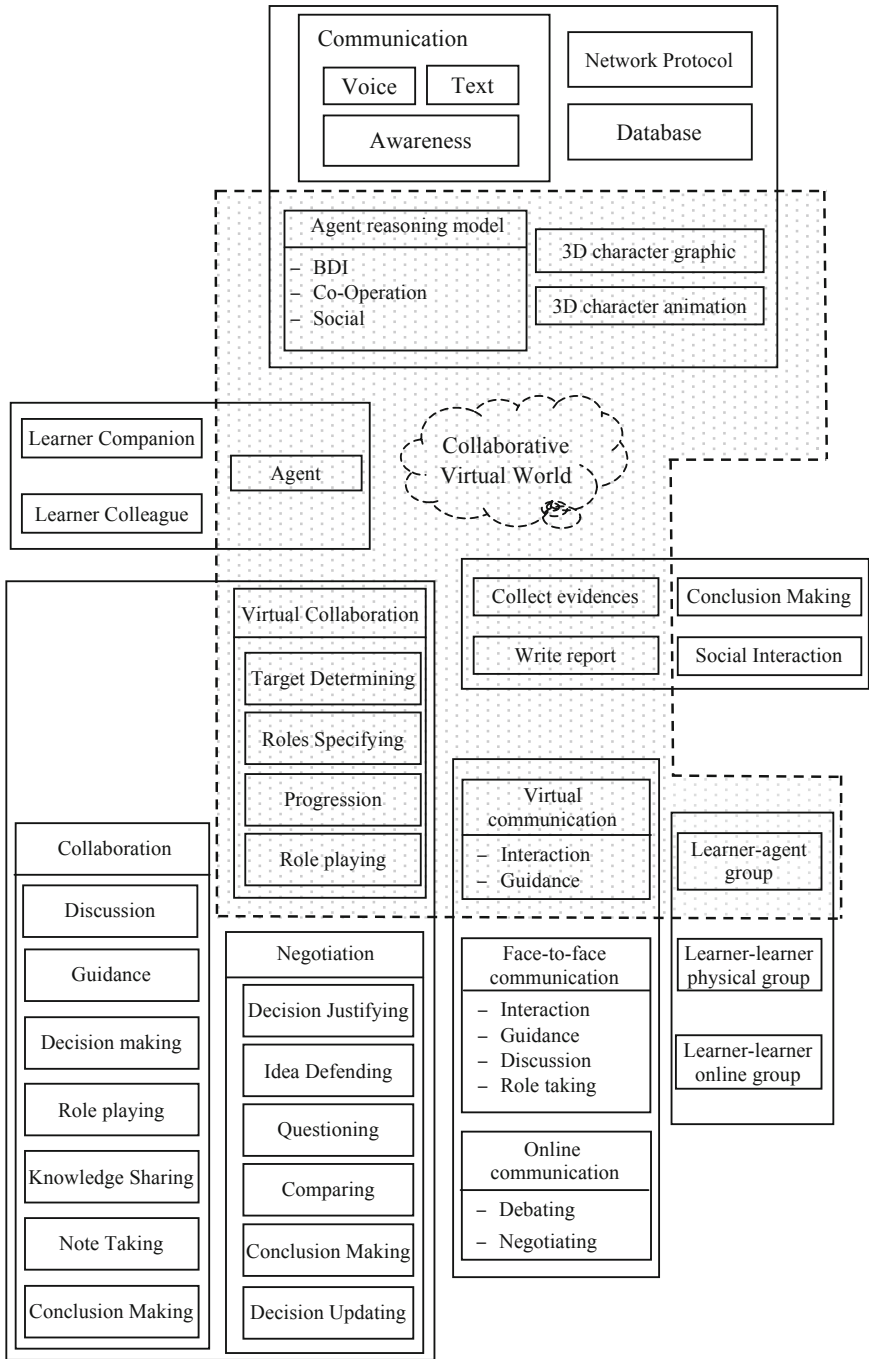 Communication
Voice
Text
Awareness
Network Protocol
Database
Agent reasoning model
– BDI
– Co-Operation
– Social
3D character graphic
3D character animation
Learner Companion
Learner Colleague
Agent
Collaborative
Virtual World
Collect evidences
Conclusion Making
Write report
Social Interaction
Virtual Collaboration
Target Determining
Roles Specifying
Progression
Role playing
Virtual
communication
– Interaction
– Guidance
Learner-agent
group
Collaboration
Discussion
Guidance
Decision making
Role playing
Knowledge Sharing
Note Taking
Conclusion Making
Negotiation
Decision Justifying
Idea Defending
Questioning
Comparing
Conclusion Making
Decision Updating
Face-to-face
communication
– Interaction
– Guidance
– Discussion
– Role taking
Online
communication
– Debating
– Negotiating
Learner-learner
physical group
Learner-learner
online group